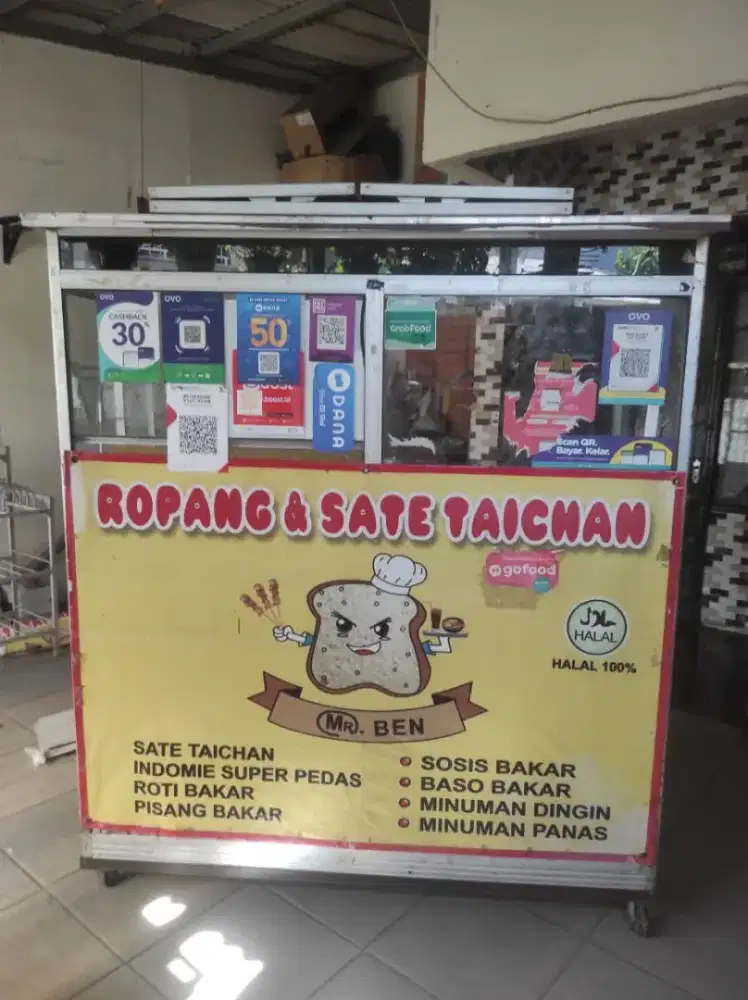 OVO
CASHBACK
30%
OVO
DANA
50%
DANA
GrabFood
OVO
Scan QR.
Bayar. Kelar.
ROPANG & SATE TAICHAN
gofood
حلال
HALAL
HALAL 100%
MR. BEN
SATE TAICHAN
INDOMIE SUPER PEDAS
ROTI BAKAR
PISANG BAKAR
SOSIS BAKAR
BASO BAKAR
MINUMAN DINGIN
MINUMAN PANAS